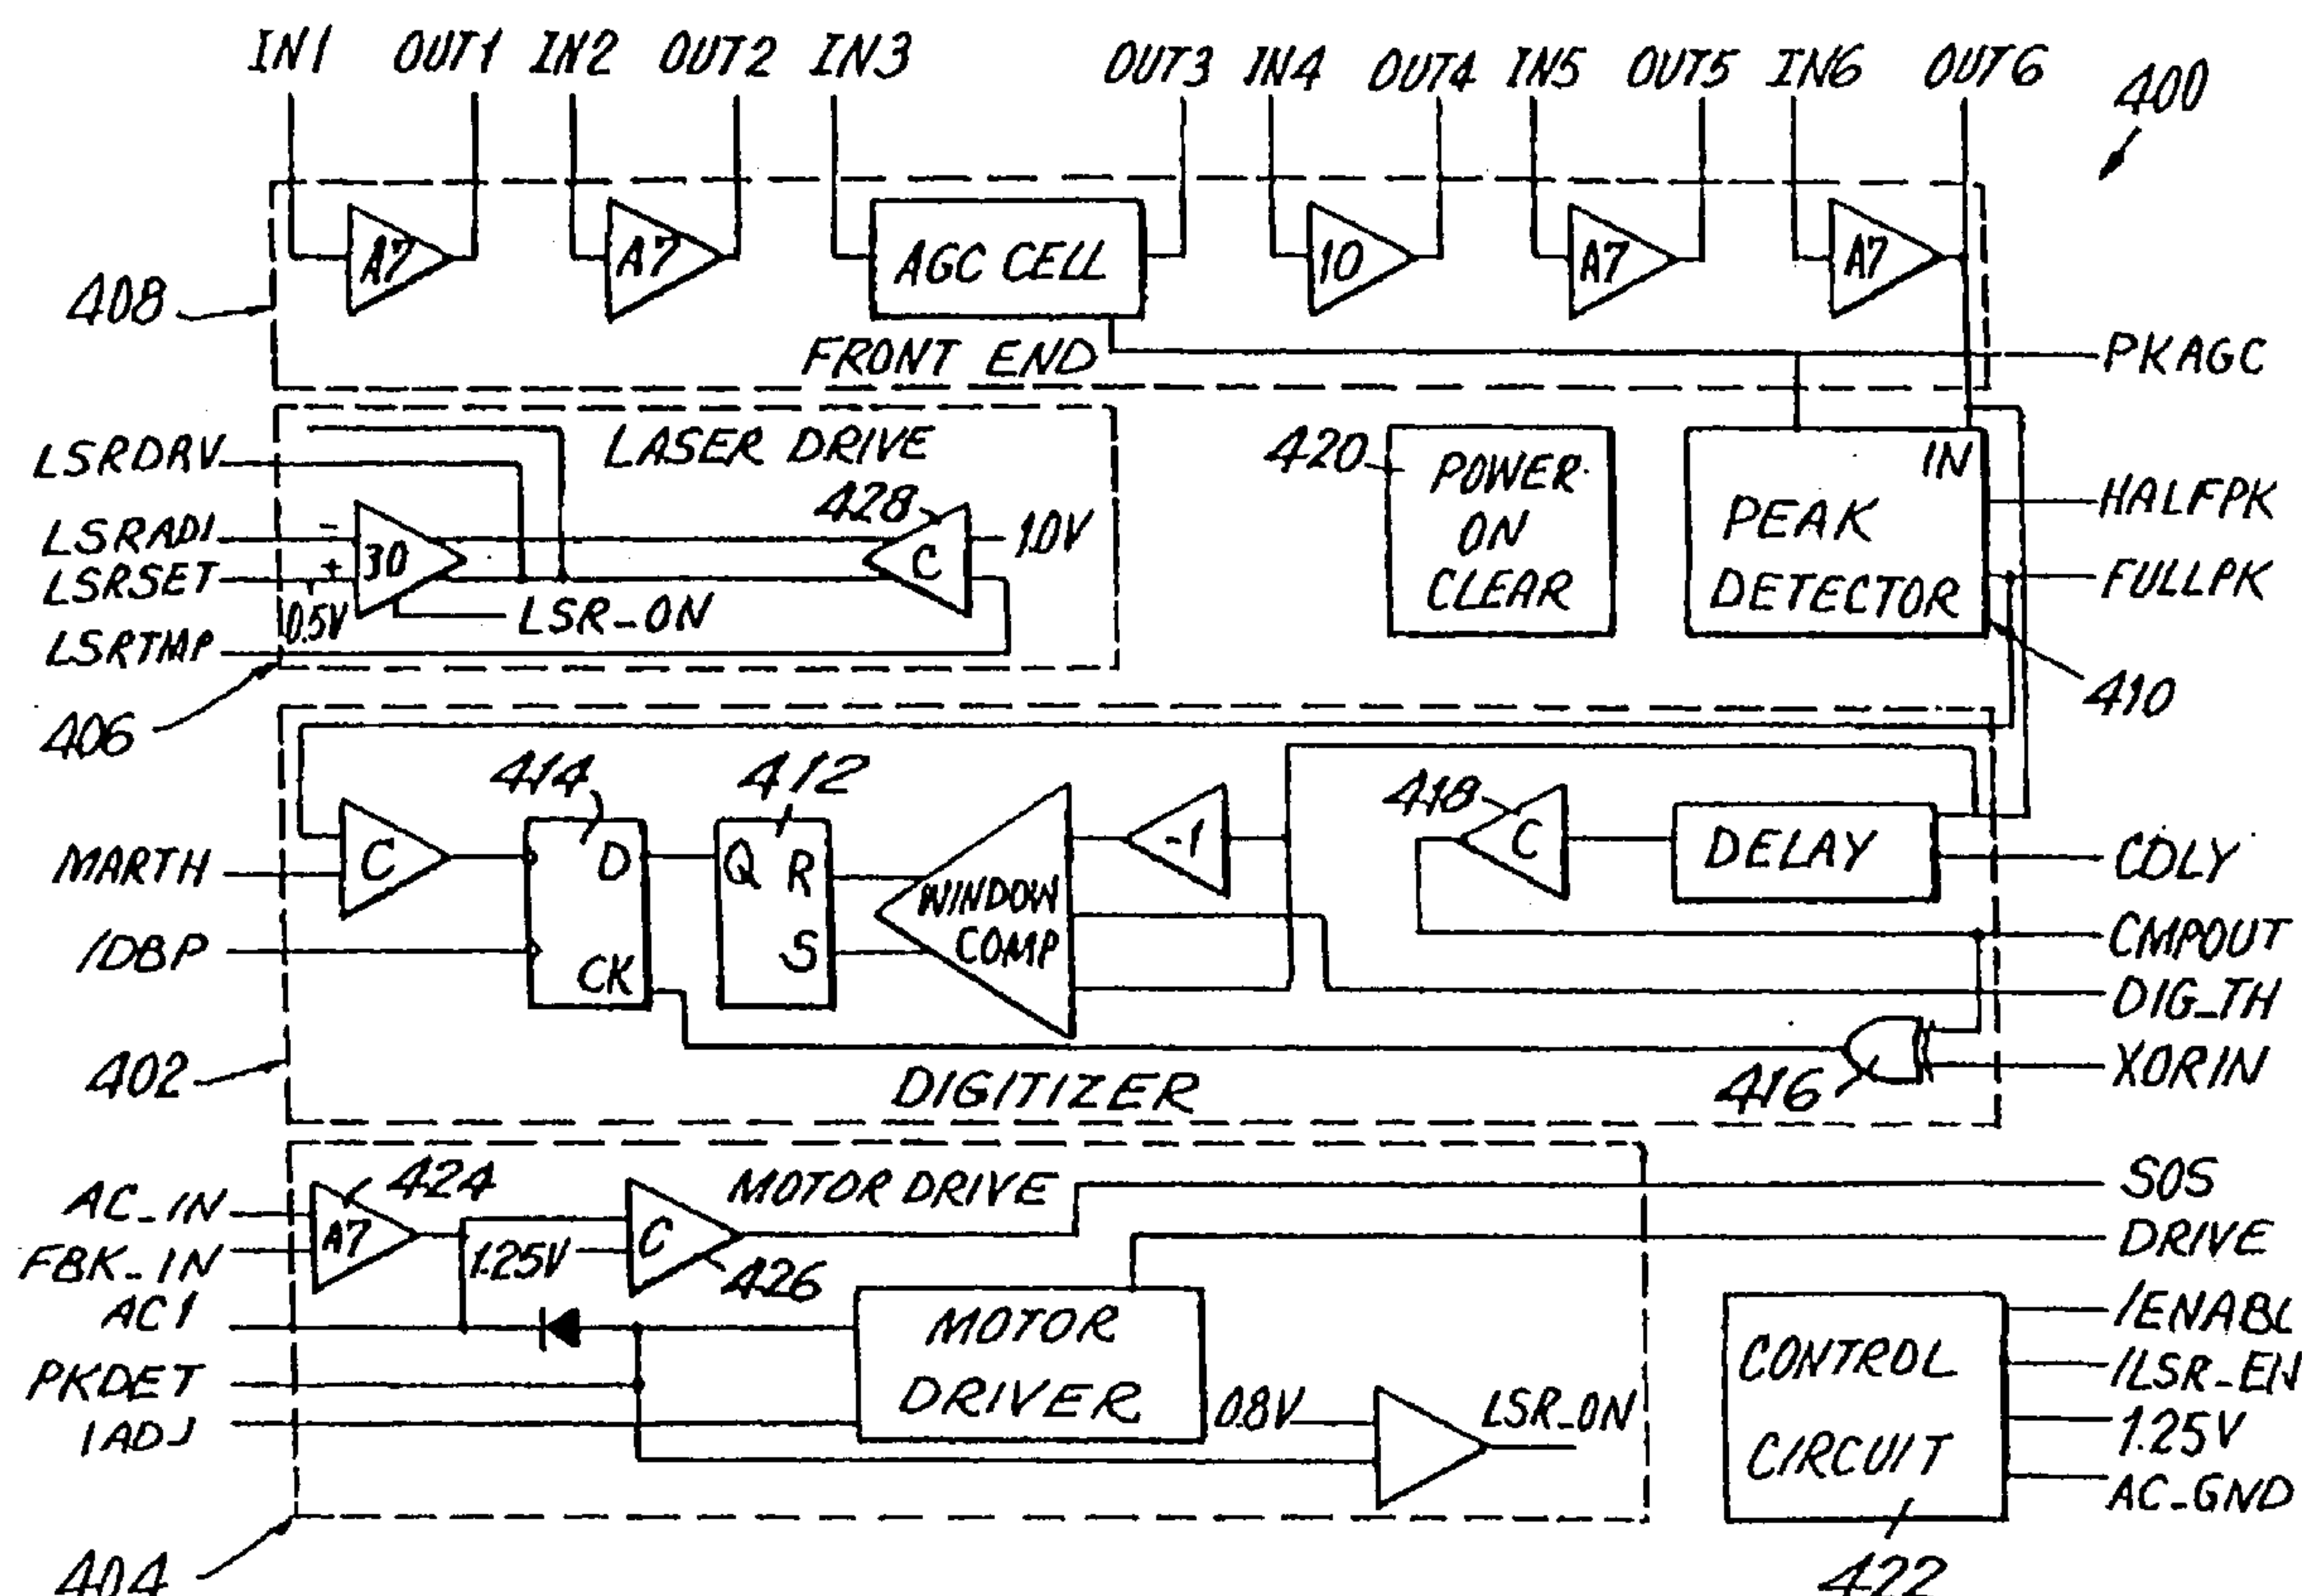 IN1 OUT1 IN2 OUT2 IN3 OUT3 IN4 OUT4 IN5 OUT5 IN6 OUT6
400
A7 A7 AGC CELL 10 A7 A7
408
FRONT END
PKAGC
LSRDRV
LASER DRIVE
428
LSRADI
-
30
C
1.0V
LSRSET
+
0.5V
LSR_ON
LSRTMP
406
420
POWER
ON
CLEAR
IN
PEAK
DETECTOR
HALFPK
FULLPK
410
414
412
418
MARTH
C
D
Q R
WINDOW
COMP
-1
C
DELAY
CDLY
/DBP
CK
S
CMPOUT
DIG_TH
XORIN
402
DIGITIZER
416
AC_IN
A7
424
C
MOTOR DRIVE
SOS
FBK_IN
1.25V
426
DRIVE
AC1
MOTOR
DRIVER
PKDET
IADJ
0.8V
LSR_ON
404
CONTROL
CIRCUIT
/ENABL
/LSR_EN
1.25V
AC_GND
422